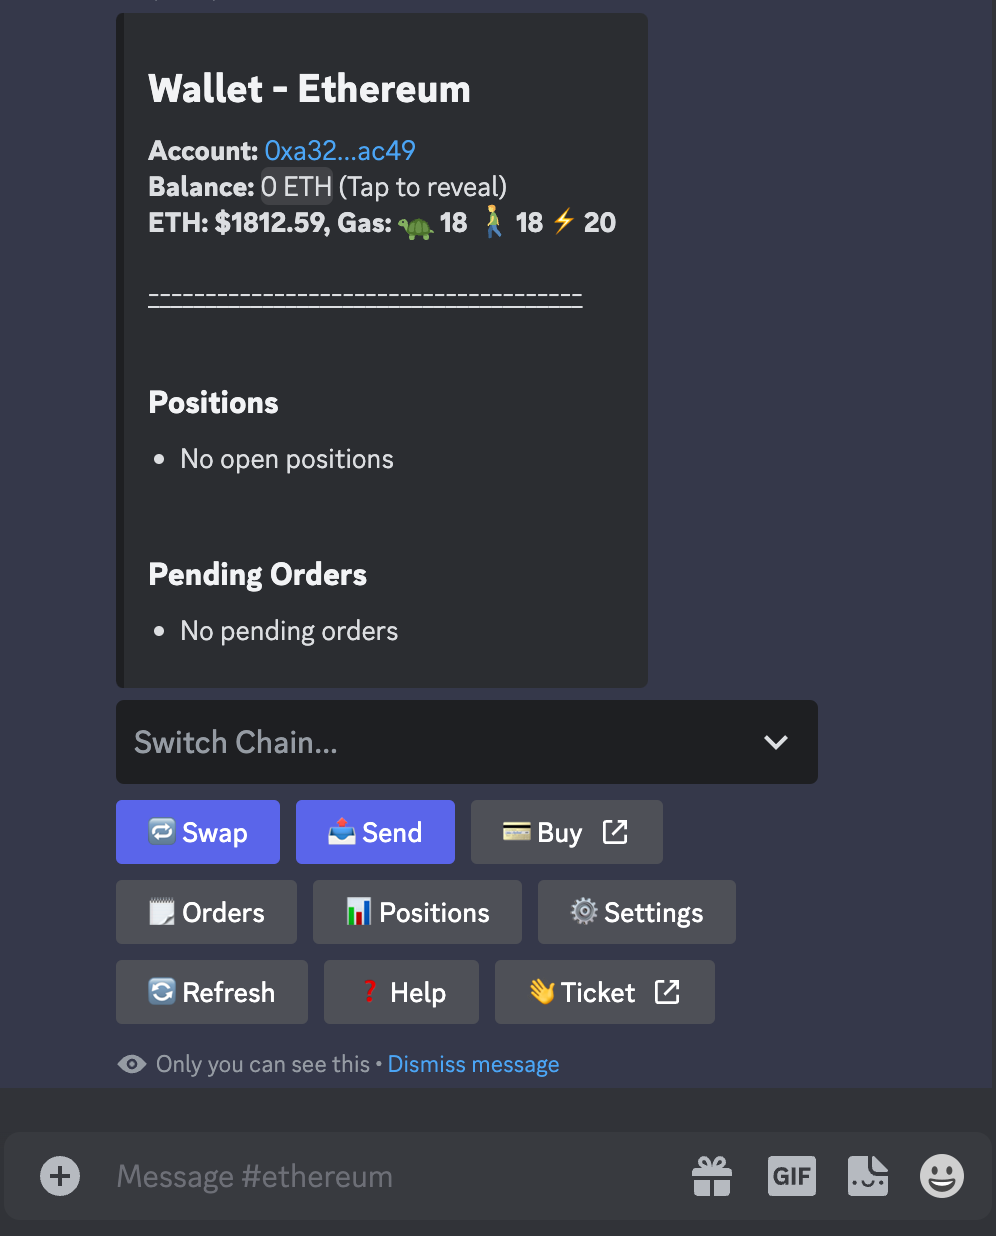 Wallet - Ethereum
Account: 0xa32...ac49
Balance: 0 ETH (Tap to reveal)
ETH: $1812.59, Gas: 🐢 18 🚶 18 ⚡ 20
Positions
• No open positions
Pending Orders
• No pending orders
Switch Chain...
Swap Send Buy
Orders Positions Settings
Refresh ❓ Help Ticket
Only you can see this • Dismiss message
Message #ethereum GIF